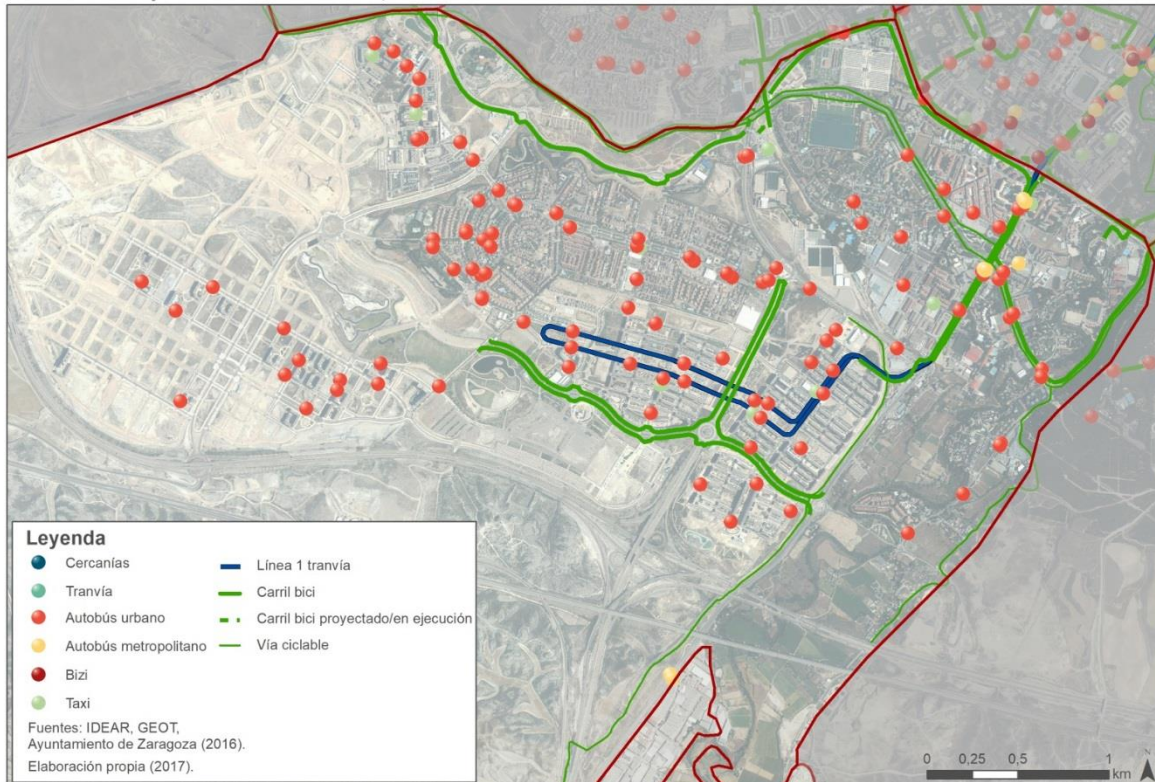 Leyenda
Cercanías
Tranvía
Autobús urbano
Autobús metropolitano
Bizi
Taxi
Línea 1 tranvía
Carril bici
Carril bici proyectado/en ejecución
Vía ciclable
Fuentes: IDEAR, GEOT,
Ayuntamiento de Zaragoza (2016).
Elaboración propia (2017).
0 0,25 0,5 1
km
N